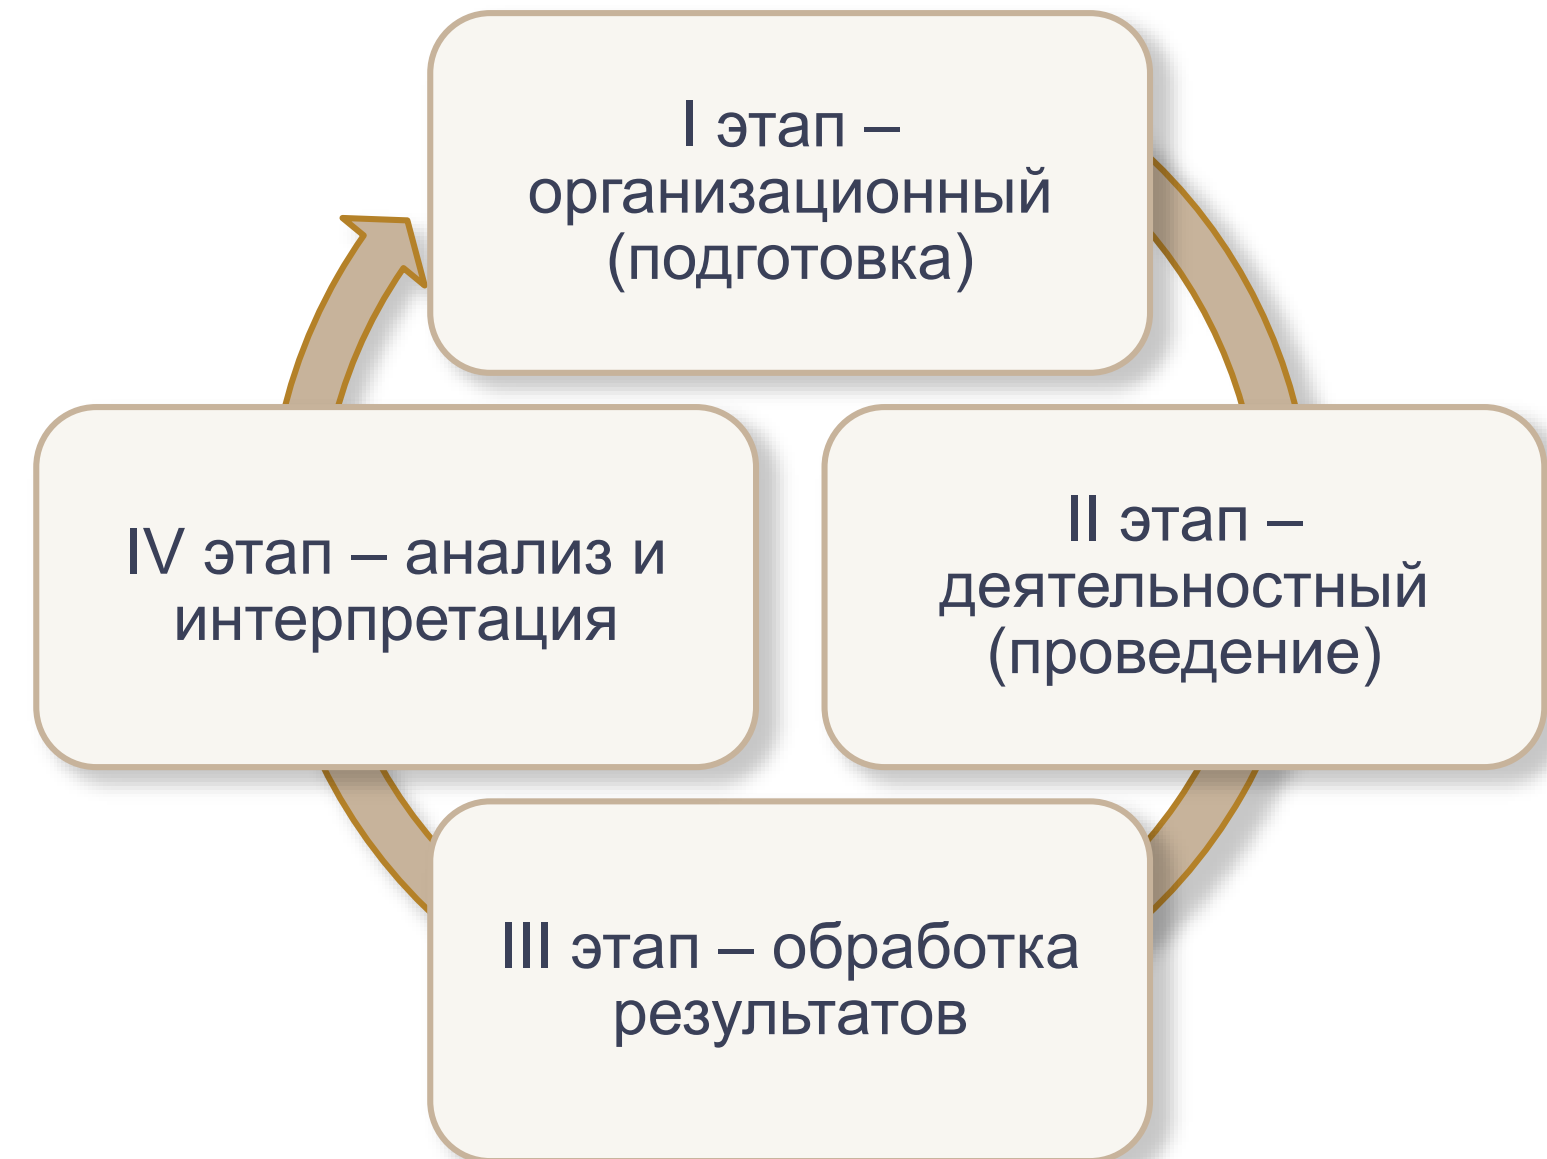 I этап –
организационный
(подготовка)
II этап –
деятельностный
(проведение)
III этап – обработка
результатов
IV этап – анализ и
интерпретация